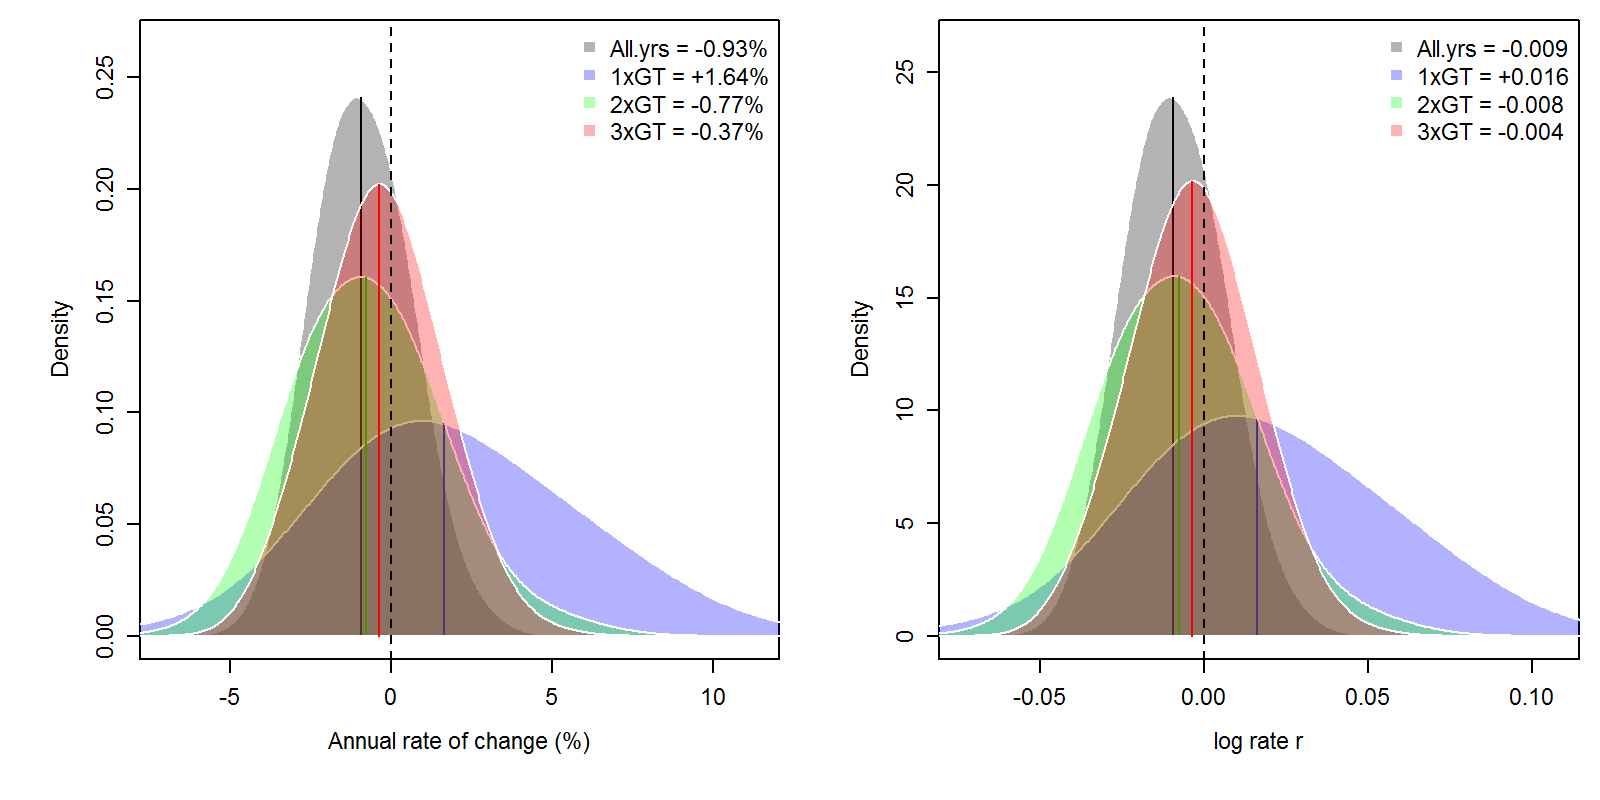 All.yrs = -0.93%
1xGT = +1.64%
2xGT = -0.77%
3xGT = -0.37%
Density
0.25
0.20
0.15
0.10
0.05
0.00
-5 0 5 10
Annual rate of change (%)
All.yrs = -0.009
1xGT = +0.016
2xGT = -0.008
3xGT = -0.004
Density
25
20
15
10
5
0
-0.05 0.00 0.05 0.10
log rate r